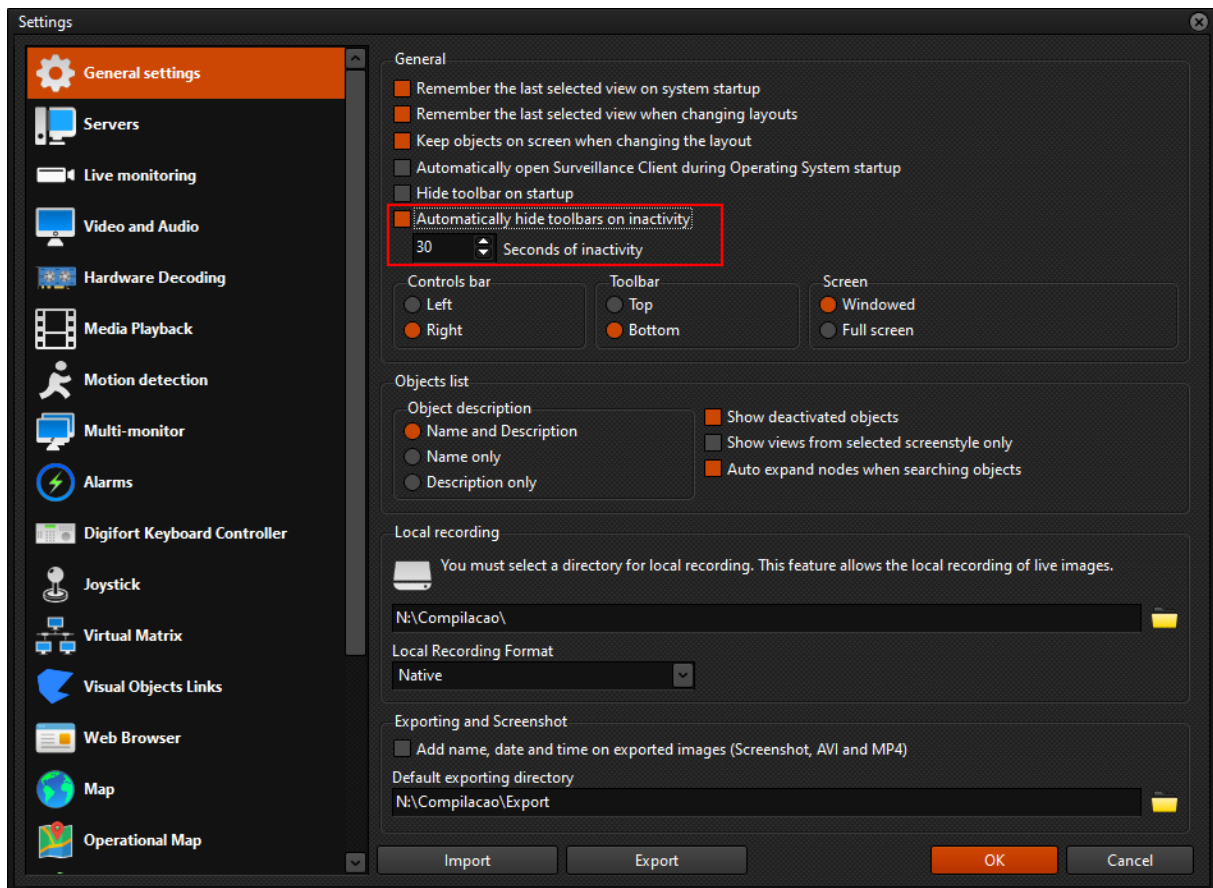 Settings
General settings
Servers
Live monitoring
Video and Audio
Hardware Decoding
Media Playback
Motion detection
Multi-monitor
Alarms
Digifort Keyboard Controller
Joystick
Virtual Matrix
Visual Objects Links
Web Browser
Map
Operational Map
General
Remember the last selected view on system startup
Remember the last selected view when changing layouts
Keep objects on screen when changing the layout
Automatically open Surveillance Client during Operating System startup
Hide toolbar on startup
Automatically hide toolbars on inactivity
30 Seconds of inactivity
Controls bar
Left
Right
Toolbar
Top
Bottom
Screen
Windowed
Full screen
Objects list
Object description
Name and Description
Name only
Description only
Show deactivated objects
Show views from selected screenstyle only
Auto expand nodes when searching objects
Local recording
You must select a directory for local recording. This feature allows the local recording of live images.
N:\Compilacao\
Local Recording Format
Native
Exporting and Screenshot
Add name, date and time on exported images (Screenshot, AVI and MP4)
Default exporting directory
N:\Compilacao\Export
Import Export OK Cancel